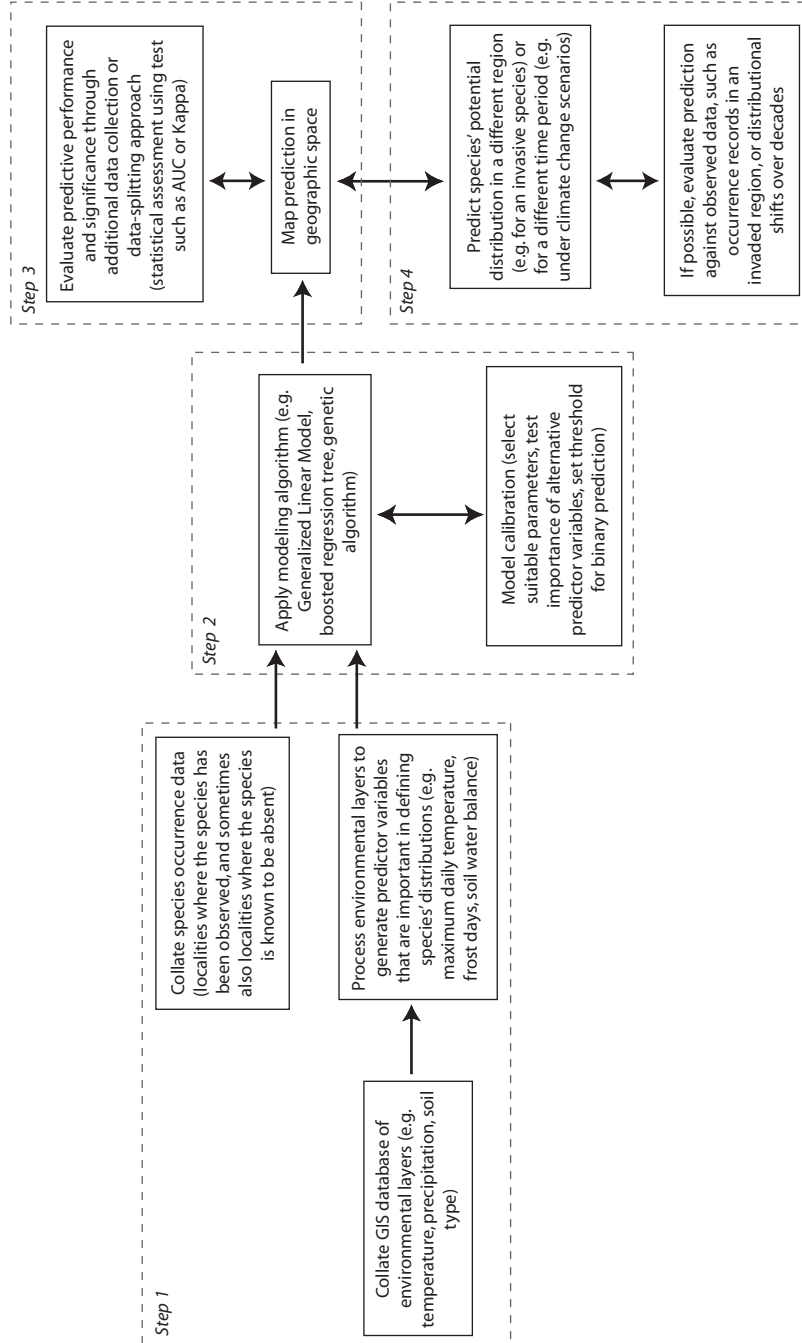 Step 1
Collate GIS database of
environmental layers (e.g.
temperature, precipitation, soil
type)
Collate species occurrence data
(localities where the species has
been observed, and sometimes
also localities where the species
is known to be absent)
Process environmental layers to
generate predictor variables
that are important in defining
species' distributions (e.g.
maximum daily temperature,
frost days, soil water balance)
Step 2
Apply modeling algorithm (e.g.
Generalized Linear Model,
boosted regression tree, genetic
algorithm)
Model calibration (select
suitable parameters, test
importance of alternative
predictor variables, set threshold
for binary prediction)
Step 3
Evaluate predictive performance
and significance through
additional data collection or
data-splitting approach
(statistical assessment using test
such as AUC or Kappa)
Map prediction in
geographic space
Step 4
Predict species' potential
distribution in a different region
(e.g. for an invasive species) or
for a different time period (e.g.
under climate change scenarios)
If possible, evaluate prediction
against observed data, such as
occurrence records in an
invaded region, or distributional
shifts over decades